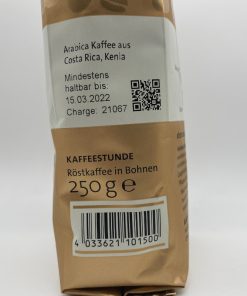 Arabica Kaffee aus
Costa Rica, Kenia
Mindestens
haltbar bis:
15.03.2022
Charge: 21067
KAFFEESTUNDE
Röstkaffee in Bohnen
250 g e
4 033621 101500